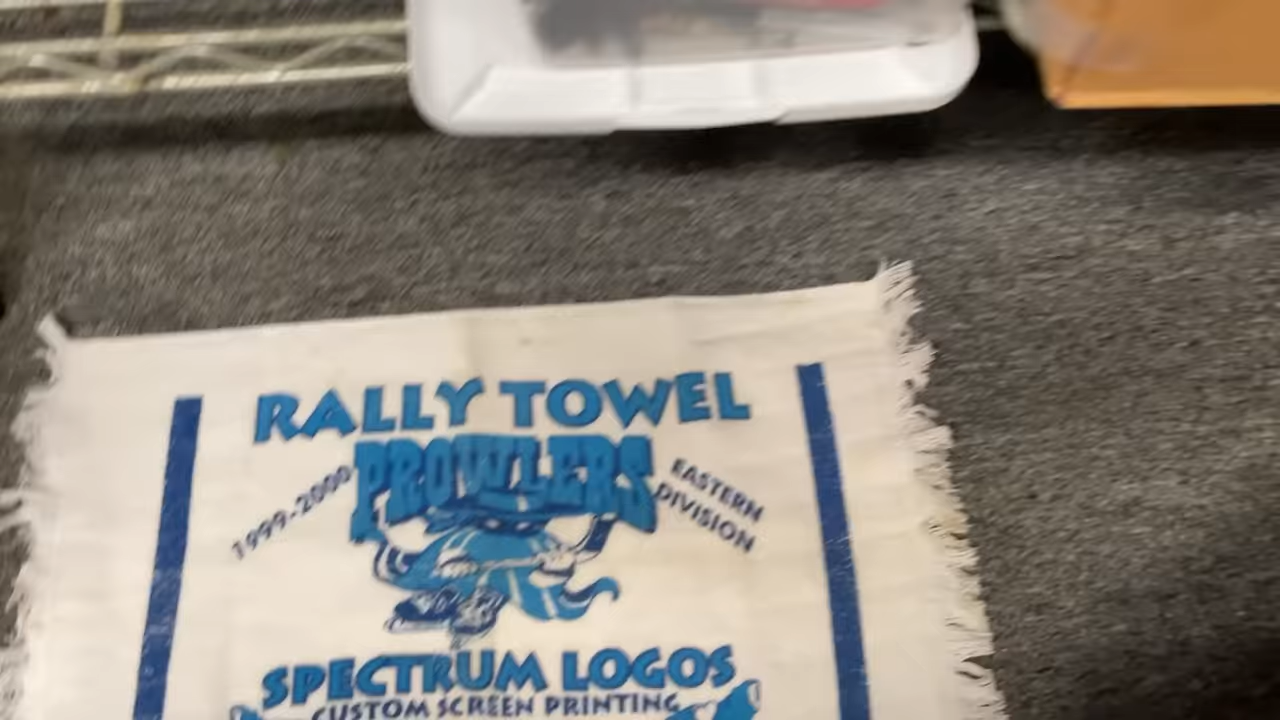 RALLY TOWEL
PROWLERS
1999-2000
EASTERN
DIVISION
SPECTRUM LOGOS
CUSTOM SCREEN PRINTING